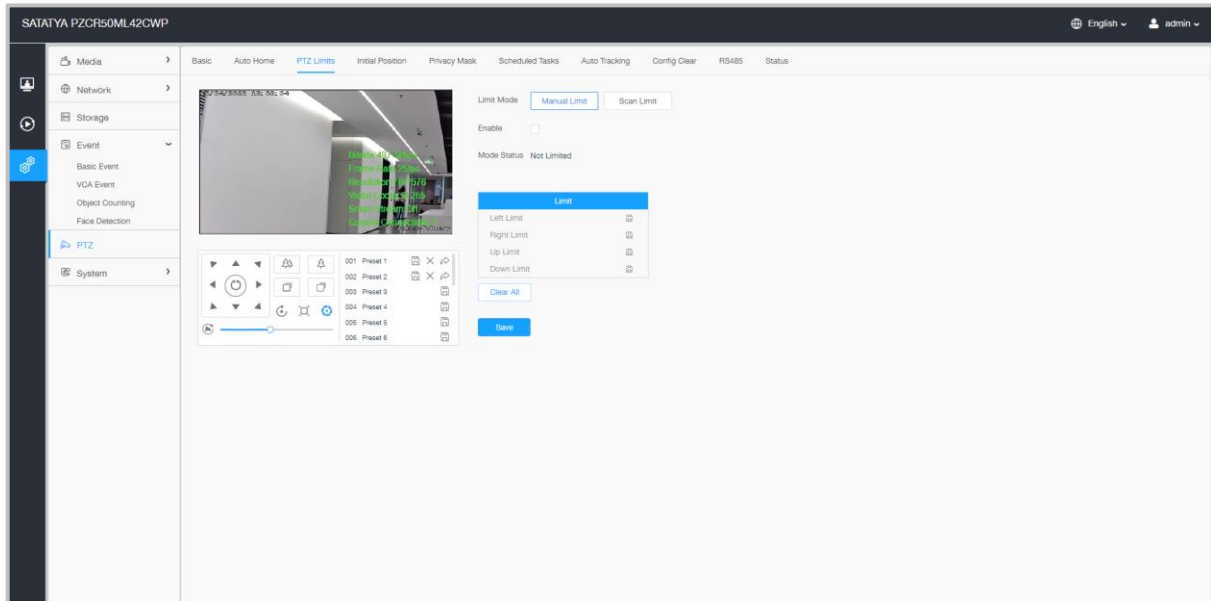 SATATYA PZCR50ML42CWP
English
admin
Media
Network
Storage
Event
Basic Event
VCA Event
Object Counting
Face Detection
PTZ
System
Basic Auto Home PTZ Limits Initial Position Privacy Mask Scheduled Tasks Auto Tracking Config Clear RS485 Status
001 Preset 1
002 Preset 2
003 Preset 3
004 Preset 4
005 Preset 5
006 Preset 6
Limit Mode Manual Limit Scan Limit
Enable
Mode Status Not Limited
Limit
Left Limit
Right Limit
Up Limit
Down Limit
Clear All
Save